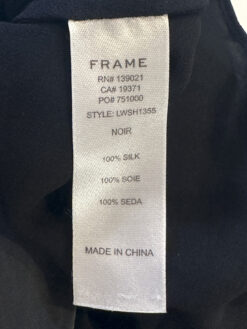 FRAME
RN# 139021
CA# 19371
PO# 751000
STYLE: LWSH1355
NOIR
100% SILK
100% SOIE
100% SEDA
MADE IN CHINA